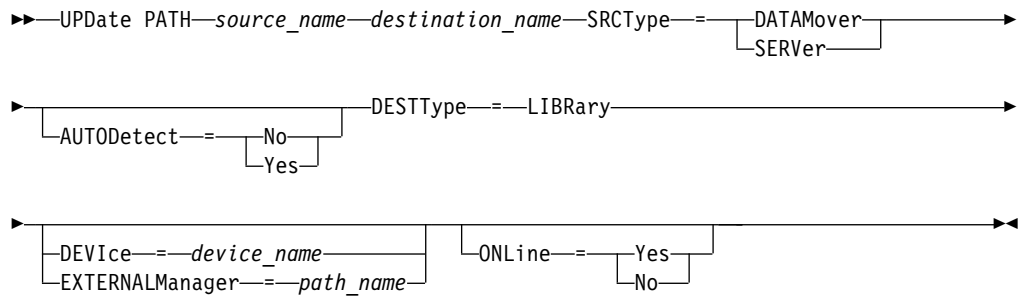 UPDate PATH source_name destination_name SRCType = DATAMover
SERVer
AUTODetect = No
Yes
DESTType = LIBRary
DEVIce = device_name
EXTERNALManager = path_name
ONLine = Yes
No